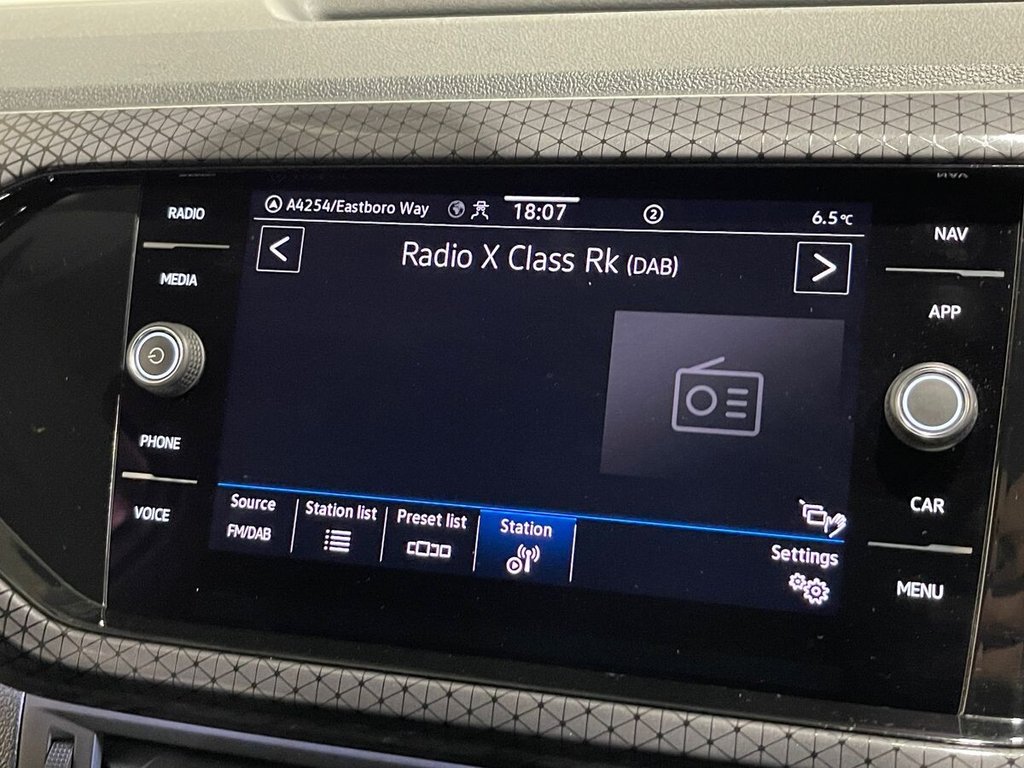 RADIO
MEDIA
PHONE
VOICE
A4254/Eastboro Way 18:07 2 6.5°C
< Radio X Class Rk (DAB) >
Source
FM/DAB
Station list
Preset list
Station
Settings
NAV
APP
CAR
MENU